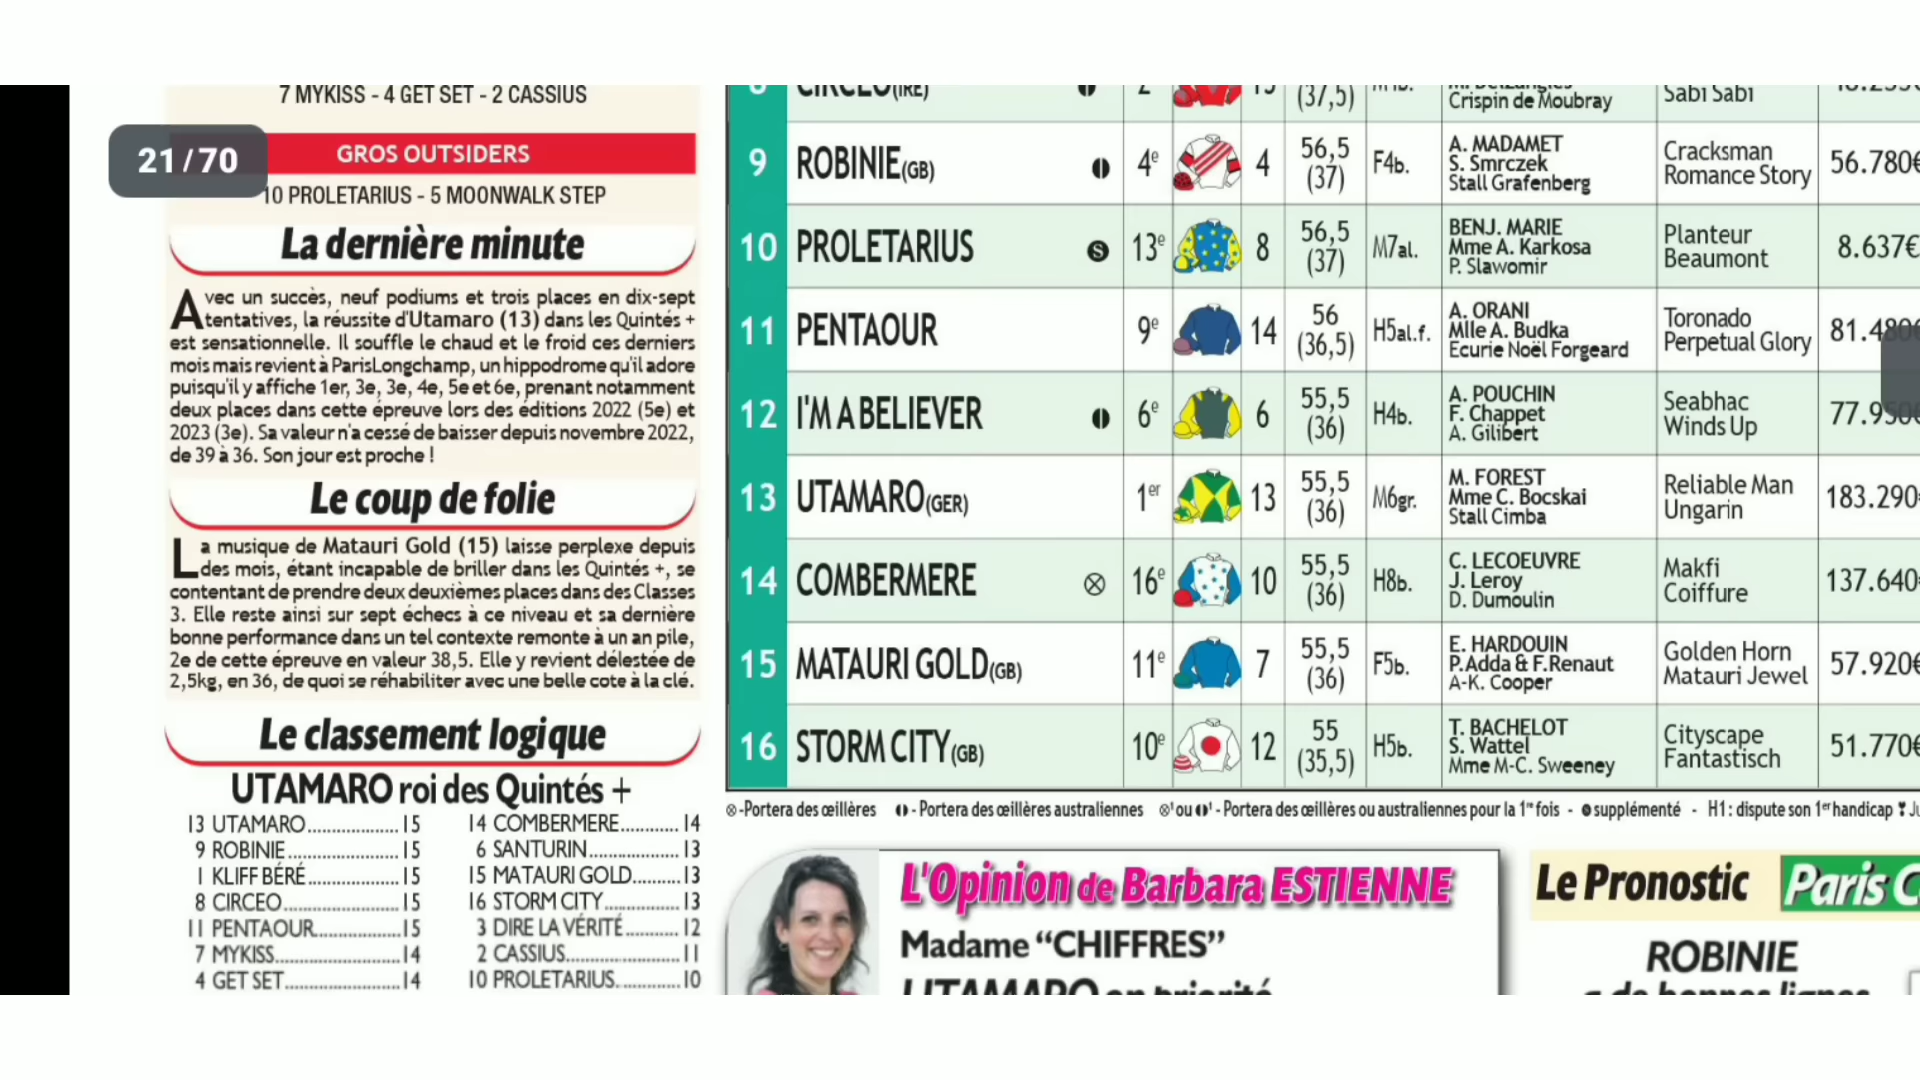 7 MYKISS - 4 GET SET - 2 CASSIUS
21/70
GROS OUTSIDERS
10 PROLETARIUS - 5 MOONWALK STEP
La dernière minute
Avec un succès, neuf podiums et trois places en dix-sept
tentatives, la réussite d'Utamaro (13) dans les Quintés +
est sensationnelle. Il souffle le chaud et le froid ces derniers
mois mais revient à ParisLongchamp, un hippodrome qu'il adore
puisqu'il y affiche 1er, 3e, 3e, 4e, 5e et 6e, prenant notamment
deux places dans cette épreuve lors des éditions 2022 (5e) et
2023 (3e). Sa valeur n'a cessé de baisser depuis novembre 2022,
de 39 à 36. Son jour est proche !
Le coup de folie
La musique de Matauri Gold (15) laisse perplexe depuis
des mois, étant incapable de briller dans les Quintés +, se
contentant de prendre deux deuxièmes places dans des Classes
3. Elle reste ainsi sur sept échecs à ce niveau et sa dernière
bonne performance dans un tel contexte remonte à un an pile,
2e de cette épreuve en valeur 38,5. Elle y revient délestée de
2,5kg, en 36, de quoi se réhabiliter avec une belle cote à la clé.
Le classement logique
UTAMARO roi des Quintés +
13 UTAMARO 15
9 ROBINIE 15
1 KLIFF BÉRÉ 15
8 CIRCEO 15
11 PENTAOUR 15
7 MYKISS 14
4 GET SET 14
14 COMBERMERE 14
6 SANTURIN 13
15 MATAURI GOLD 13
16 STORM CITY 13
3 DIRE LA VÉRITÉ 12
2 CASSIUS 11
10 PROLETARIUS 10
8 CIRCEO(IRE) 2e (37,5)
Crispin de Moubray
Sabi Sabi
9 ROBINIE(GB) 4e 4 56,5 (37) F4b.
A. MADAMET
S. Smrczek
Stall Grafenberg
Cracksman
Romance Story
56.780€
10 PROLETARIUS S 13e 8 56,5 (37) M7al.
BENJ. MARIE
Mme A. Karkosa
P. Slawomir
Planteur
Beaumont
8.637€
11 PENTAOUR 9e 14 56 (36,5) H5al.f.
A. ORANI
Mlle A. Budka
Ecurie Noël Forgeard
Toronado
Perpetual Glory
81.480€
12 I'M A BELIEVER 6e 6 55,5 (36) H4b.
A. POUCHIN
F. Chappet
A. Gilibert
Seabhac
Winds Up
77.950€
13 UTAMARO(GER) 1er 13 55,5 (36) M6gr.
M. FOREST
Mme C. Bocskai
Stall Cimba
Reliable Man
Ungarin
183.290
14 COMBERMERE 16e 10 55,5 (36) H8b.
C. LECOEUVRE
J. Leroy
D. Dumoulin
Makfi
Coiffure
137.640
15 MATAURI GOLD(GB) 11e 7 55,5 (36) F5b.
E. HARDOUIN
P.Adda & F.Renaut
A-K. Cooper
Golden Horn
Matauri Jewel
57.920€
16 STORM CITY(GB) 10e 12 55 (35,5) H5b.
T. BACHELOT
S. Wattel
Mme M-C. Sweeney
Cityscape
Fantastisch
51.770€
-Portera des œillères - Portera des œillères australiennes ou - Portera des œillères ou australiennes pour la 1re fois - supplémenté - H1 : dispute son 1er handicap
L'Opinion de Barbara ESTIENNE
Madame "CHIFFRES"
UTAMARO en priorité
Le Pronostic Paris
ROBINIE
a de bonnes lignes